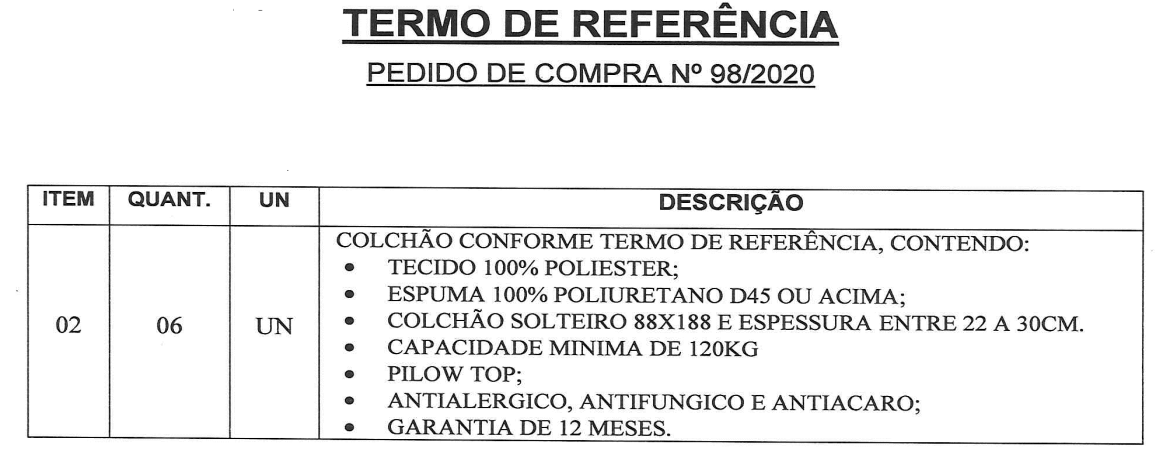 TERMO DE REFERÊNCIA
PEDIDO DE COMPRA Nº 98/2020
ITEM QUANT. UN DESCRIÇÃO
02 06 UN
COLCHÃO CONFORME TERMO DE REFERÊNCIA, CONTENDO:
• TECIDO 100% POLIESTER;
• ESPUMA 100% POLIURETANO D45 OU ACIMA;
• COLCHÃO SOLTEIRO 88X188 E ESPESSURA ENTRE 22 A 30CM.
• CAPACIDADE MINIMA DE 120KG
• PILOW TOP;
• ANTIALERGICO, ANTIFUNGICO E ANTIACARO;
• GARANTIA DE 12 MESES.